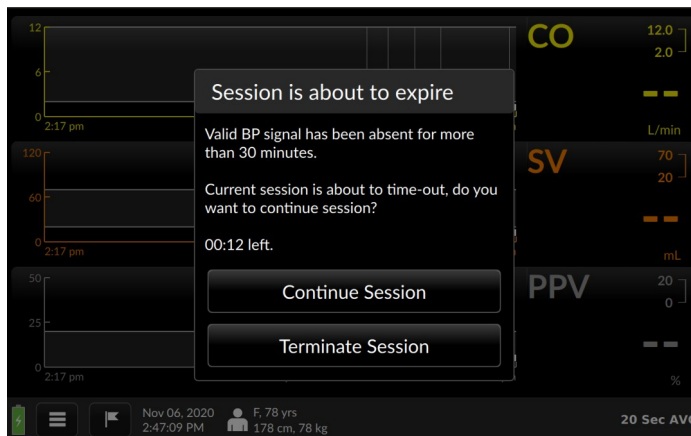 12
6
0
2:17 pm
CO
12.0
2.0
--
L/min
Session is about to expire
Valid BP signal has been absent for more
than 30 minutes.
Current session is about to time-out, do you
want to continue session?
00:12 left.
Continue Session
Terminate Session
120
60
0
2:17 pm
SV
70
20
--
mL
50
25
0
2:17 pm
PPV
20
0
--
%
Nov 06, 2020
2:47:09 PM
F, 78 yrs
178 cm, 78 kg
20 Sec AV